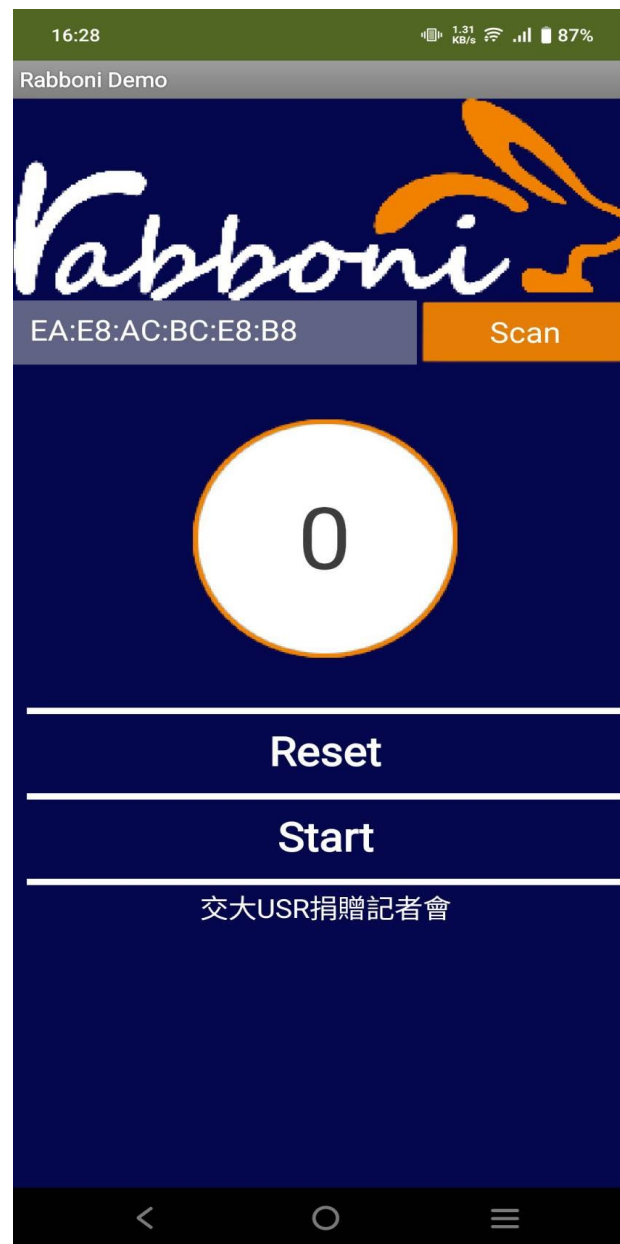 16:28 1.31 KB/s 87%
Rabboni Demo
rabboni
EA:E8:AC:BC:E8:B8 Scan
0
Reset
Start
交大USR捐贈記者會